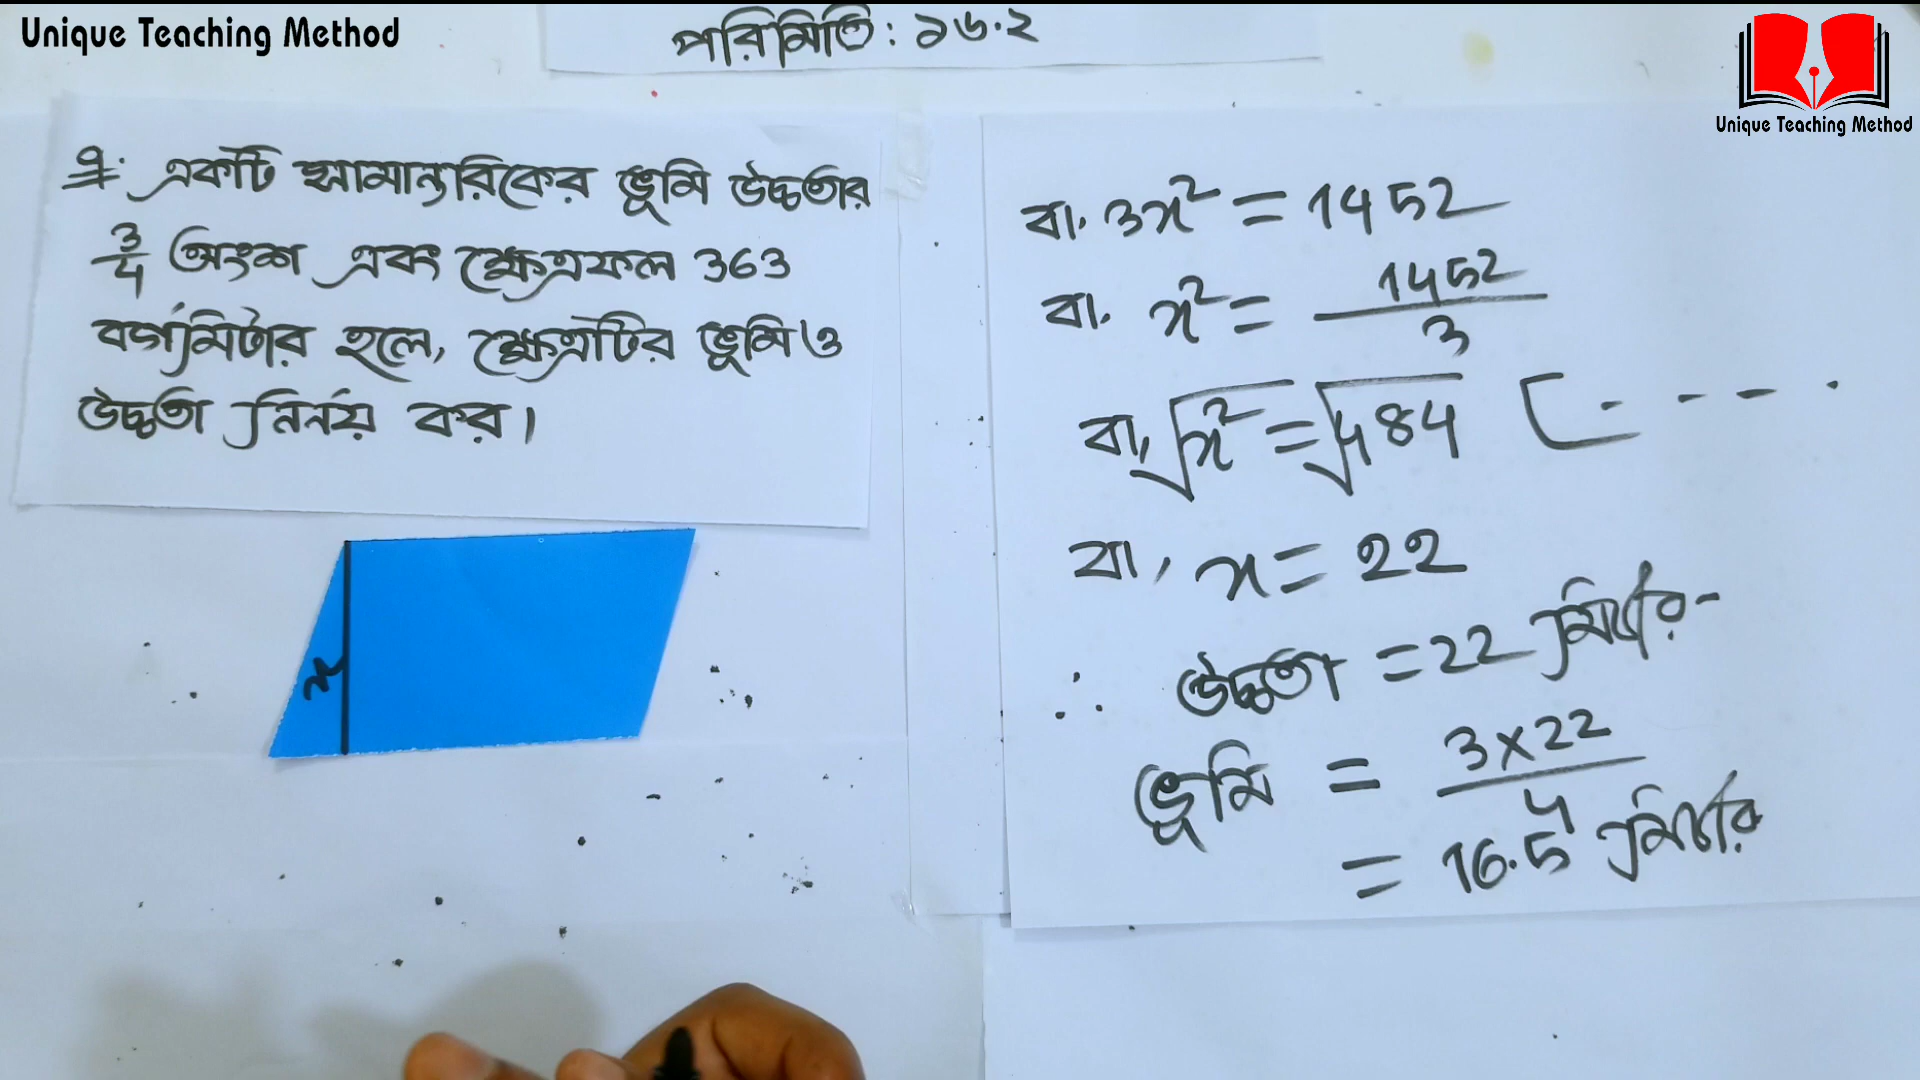 Unique Teaching Method
পরিমিতি: ১৬.২
Unique Teaching Method
একটি সামান্তরিকের ভূমি উচ্চতার
3/4 অংশ এবং ক্ষেত্রফল 363
বর্গমিটার হলে, ক্ষেত্রটির ভূমি ও
উচ্চতা নির্নয় কর।
x
বা, 3x² = 1452
বা, x² = 1452/3
বা, √x² = √484 [- - - - .
বা, x = 22
∴ উচ্চতা = 22 মিটার
ভূমি = 3×22/4
= 16.5 মিটার